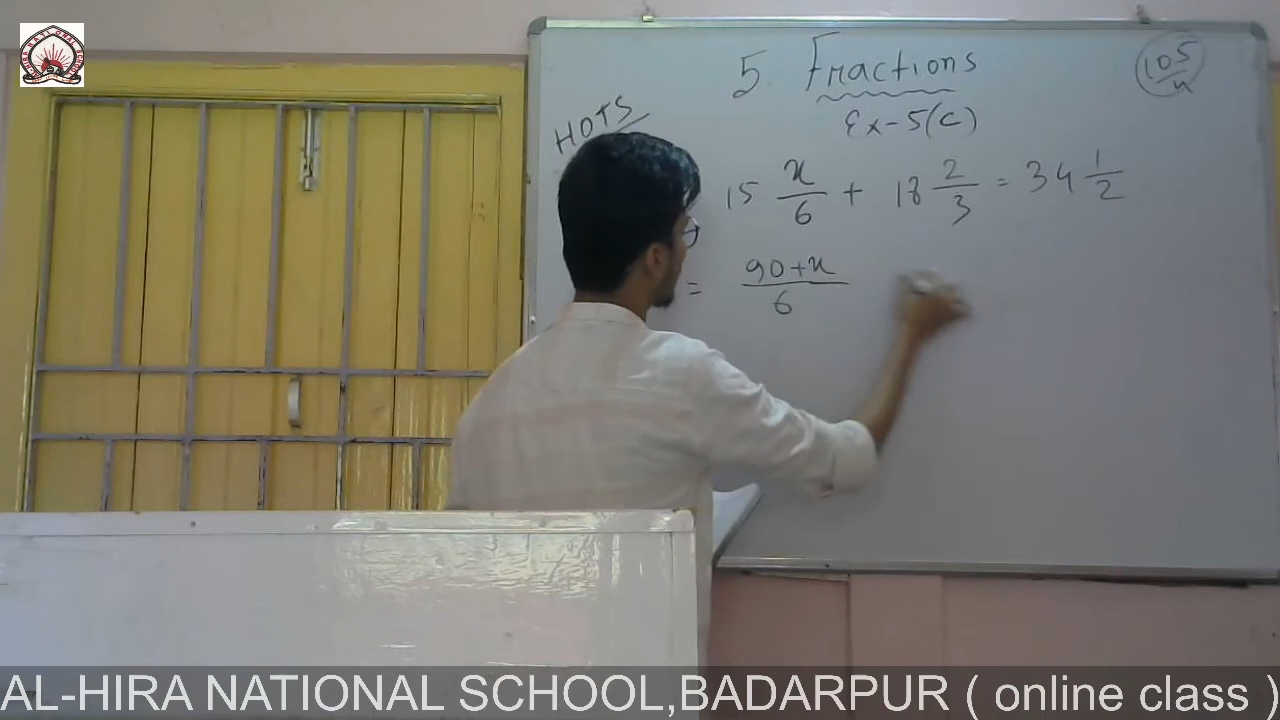 5 Fractions
105/n
HOTS
Ex-5(C)
15 x/6 + 18 2/3 = 34 1/2
= 90+x/6
AL-HIRA NATIONAL SCHOOL,BADARPUR ( online class )